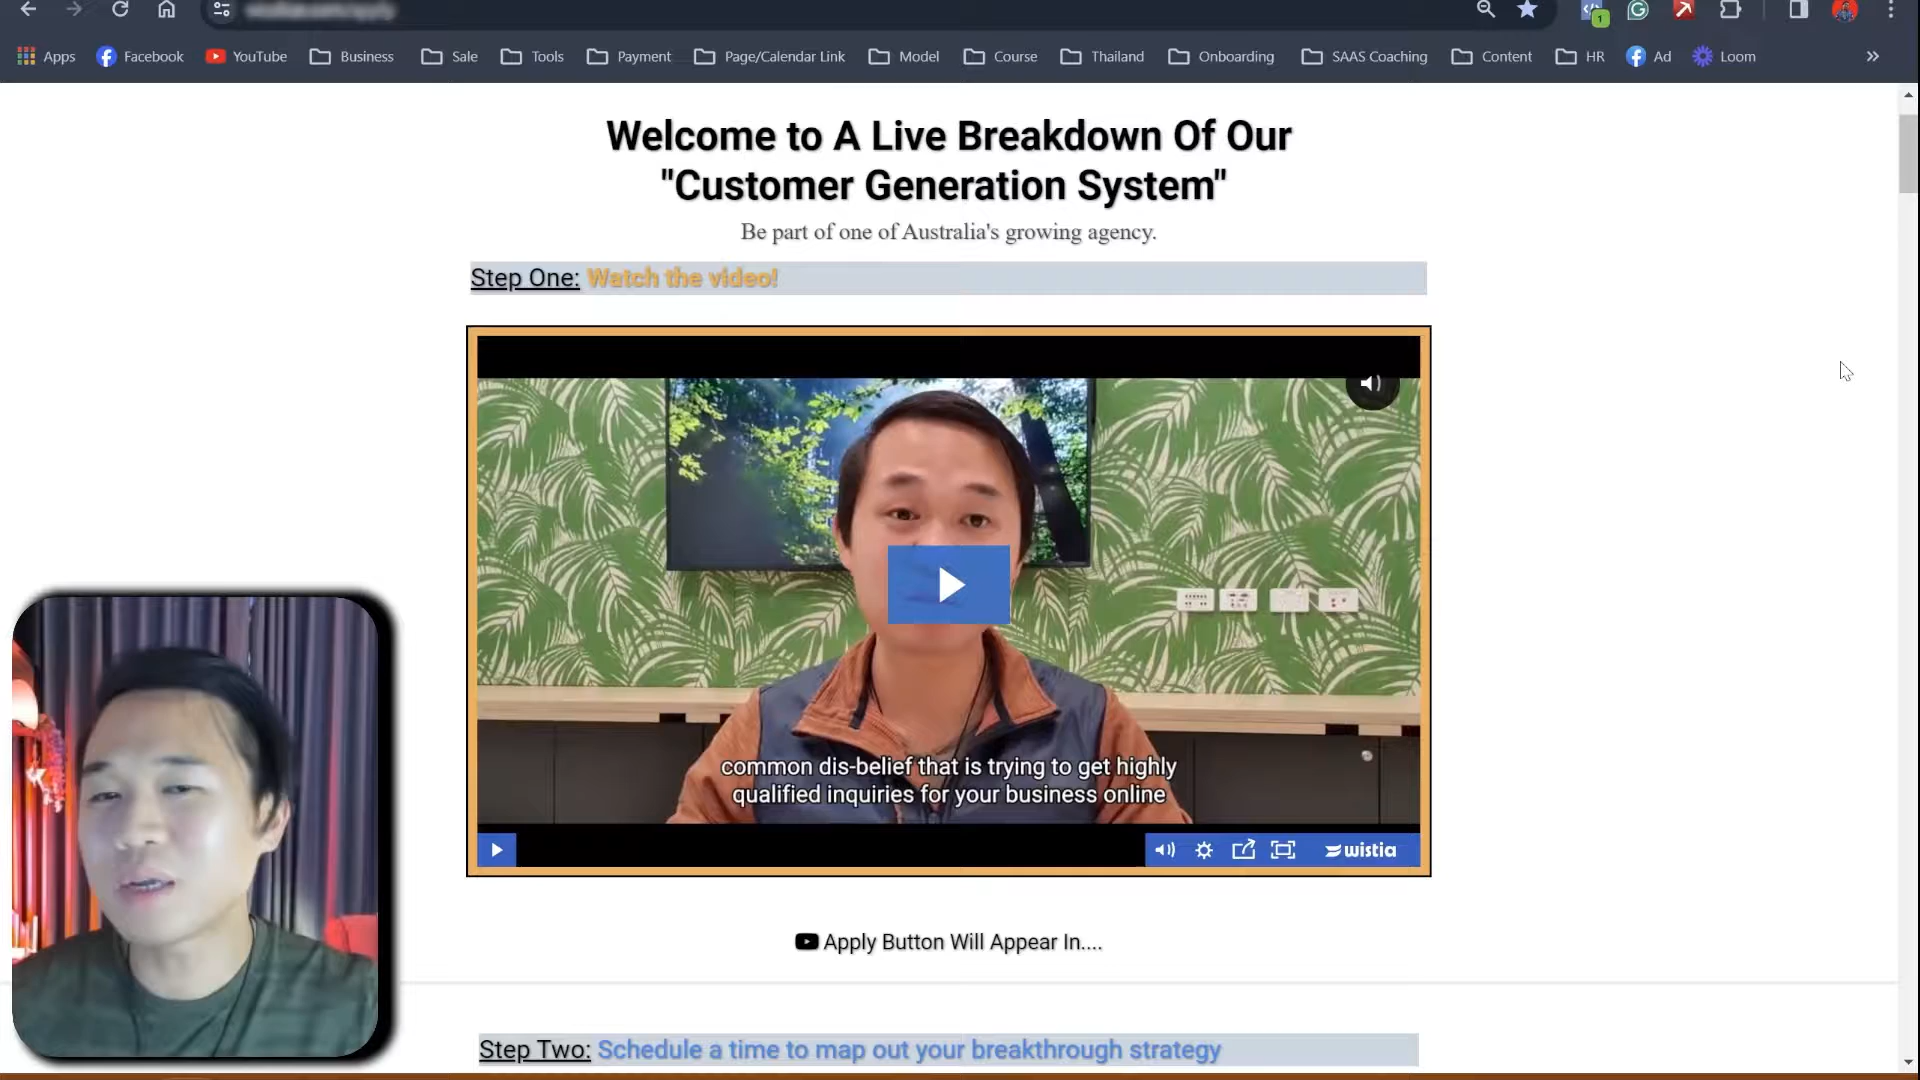 Apps
Facebook
YouTube
Business
Sale
Tools
Payment
Page/Calendar Link
Model
Course
Thailand
Onboarding
SAAS Coaching
Content
HR
Ad
Loom
Welcome to A Live Breakdown Of Our
"Customer Generation System"
Be part of one of Australia's growing agency.
Step One: Watch the video!
common dis-belief that is trying to get highly
qualified inquiries for your business online
wistia
Apply Button Will Appear In....
Step Two: Schedule a time to map out your breakthrough strategy